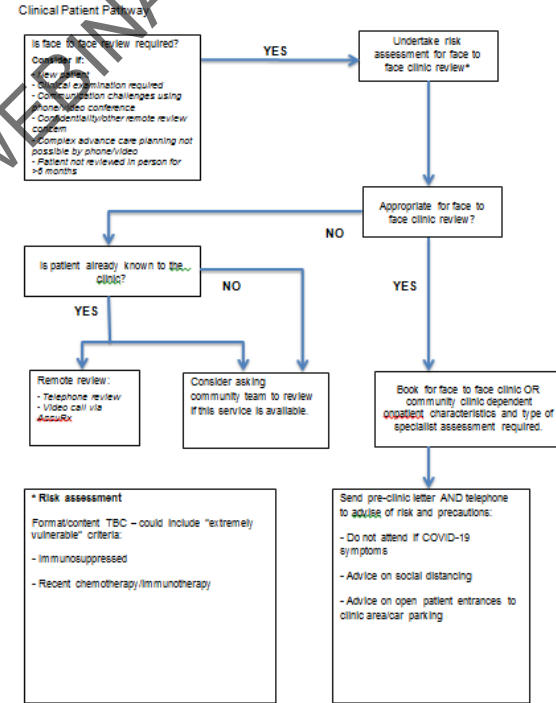 Clinical Patient Pathway
WEBINA
Is face to face review required?
Consider if:
- New patient
- Clinical examination required
- Communication challenges using
phone/video conference
- Confidentiality/other remote review
concern
- Complex advance care planning not
possible by phone/video
- Patient not reviewed in person for
>6 months
YES
Undertake risk
assessment for face to
face clinic review*
Appropriate for face to
face clinic review?
NO
Is patient already known to the
clinic?
NO
YES
YES
Remote review:
- Telephone review
- Video call via
AssuRx
Consider asking
community team to review
if this service is available.
Book for face to face clinic OR
community clinic dependent
onpatient characteristics and type of
specialist assessment required.
* Risk assessment
Format/content TBC – could include "extremely
vulnerable" criteria:
- Immunosuppressed
- Recent chemotherapy/immunotherapy
Send pre-clinic letter AND telephone
to advise of risk and precautions:
- Do not attend if COVID-19
symptoms
- Advice on social distancing
- Advice on open patient entrances to
clinic area/car parking